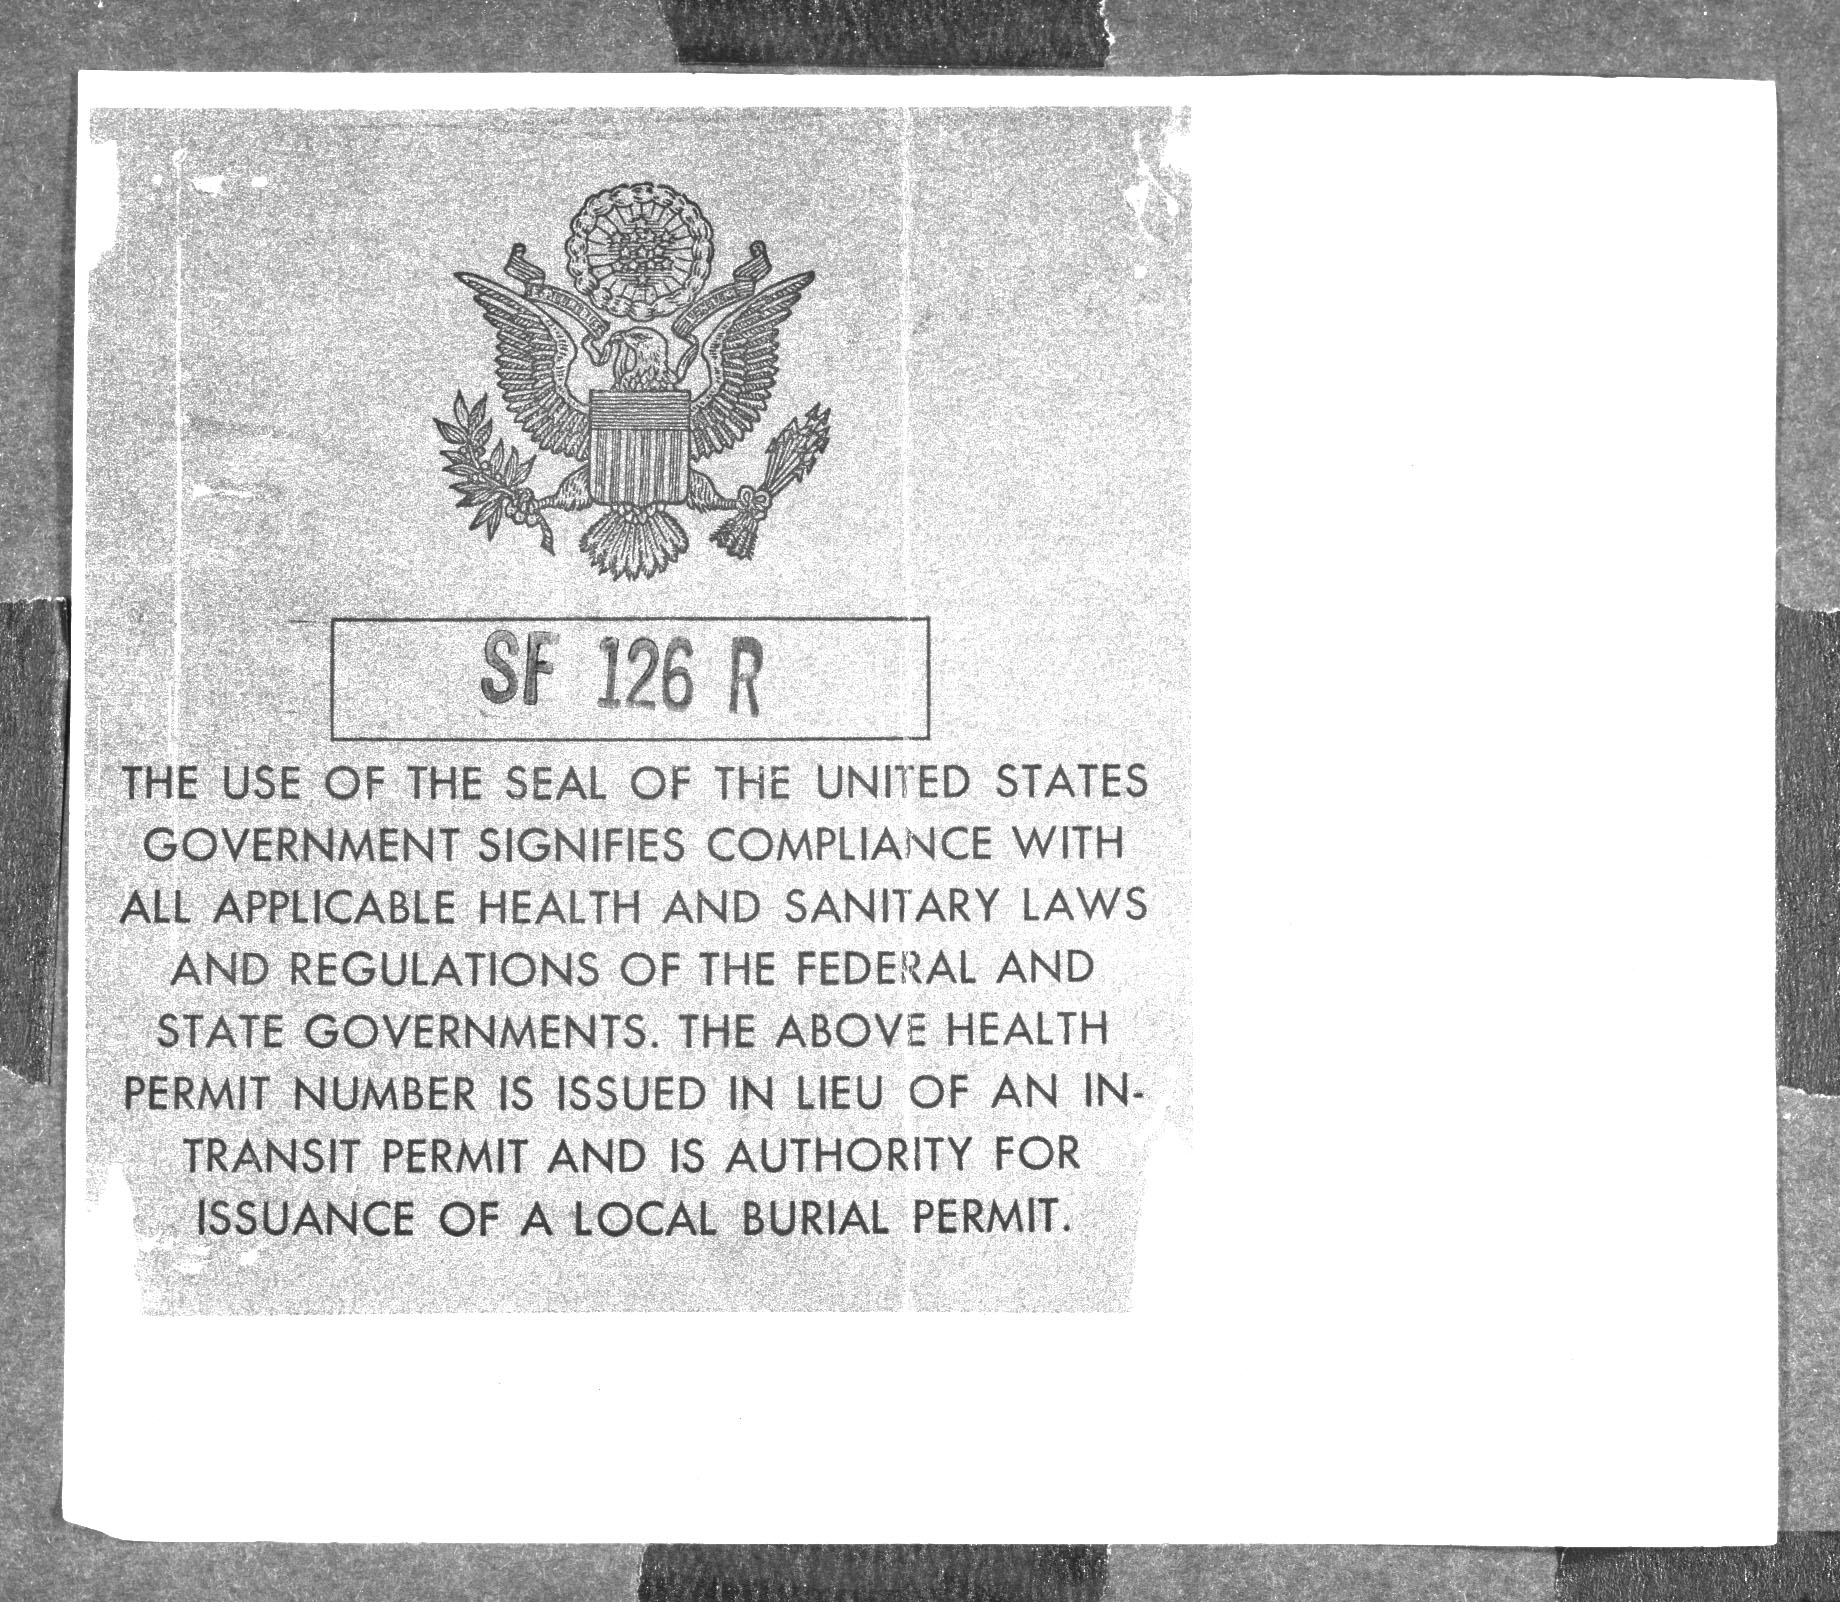 SF 126 R
THE USE OF THE SEAL OF THE UNITED STATES
GOVERNMENT SIGNIFIES COMPLIANCE WITH
ALL APPLICABLE HEALTH AND SANITARY LAWS
AND REGULATIONS OF THE FEDERAL AND
STATE GOVERNMENTS. THE ABOVE HEALTH
PERMIT NUMBER IS ISSUED IN LIEU OF AN IN-
TRANSIT PERMIT AND IS AUTHORITY FOR
ISSUANCE OF A LOCAL BURIAL PERMIT.